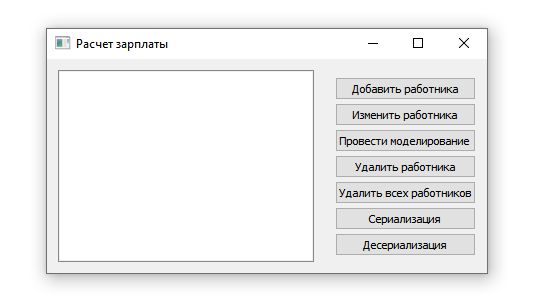 Расчет зарплаты
Добавить работника
Изменить работника
Провести моделирование
Удалить работника
Удалить всех работников
Сериализация
Десериализация